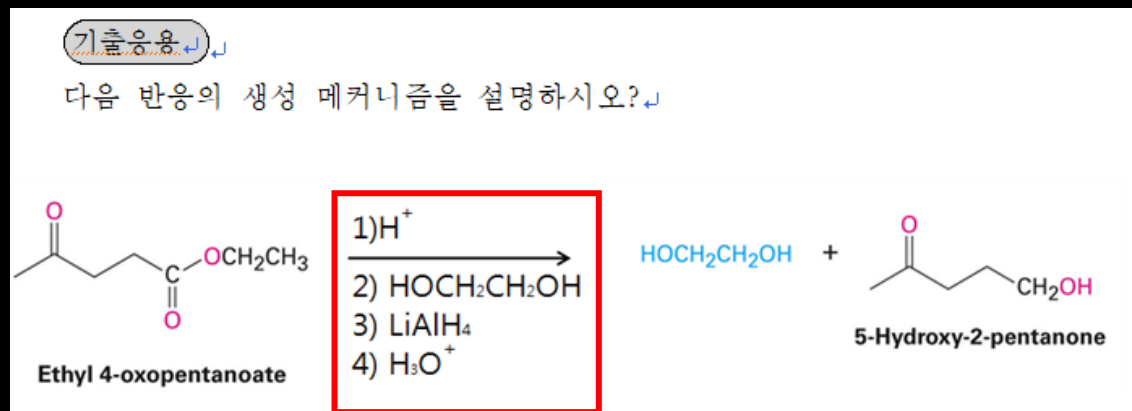 기출응용↵↵
다음 반응의 생성 메커니즘을 설명하시오?↵
O
C
OCH₂CH₃
O
Ethyl 4-oxopentanoate
1)H⁺
2) HOCH₂CH₂OH
3) LiAlH₄
4) H₃O⁺
HOCH₂CH₂OH
+
O
CH₂OH
5-Hydroxy-2-pentanone